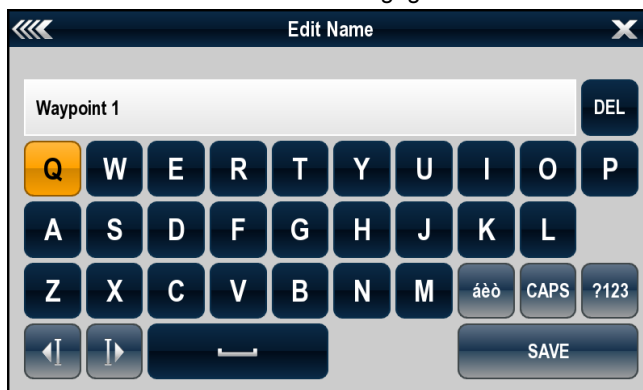 Edit Name
Waypoint 1 DEL
Q W E R T Y U I O P
A S D F G H J K L
Z X C V B N M áèò CAPS ?123
SAVE